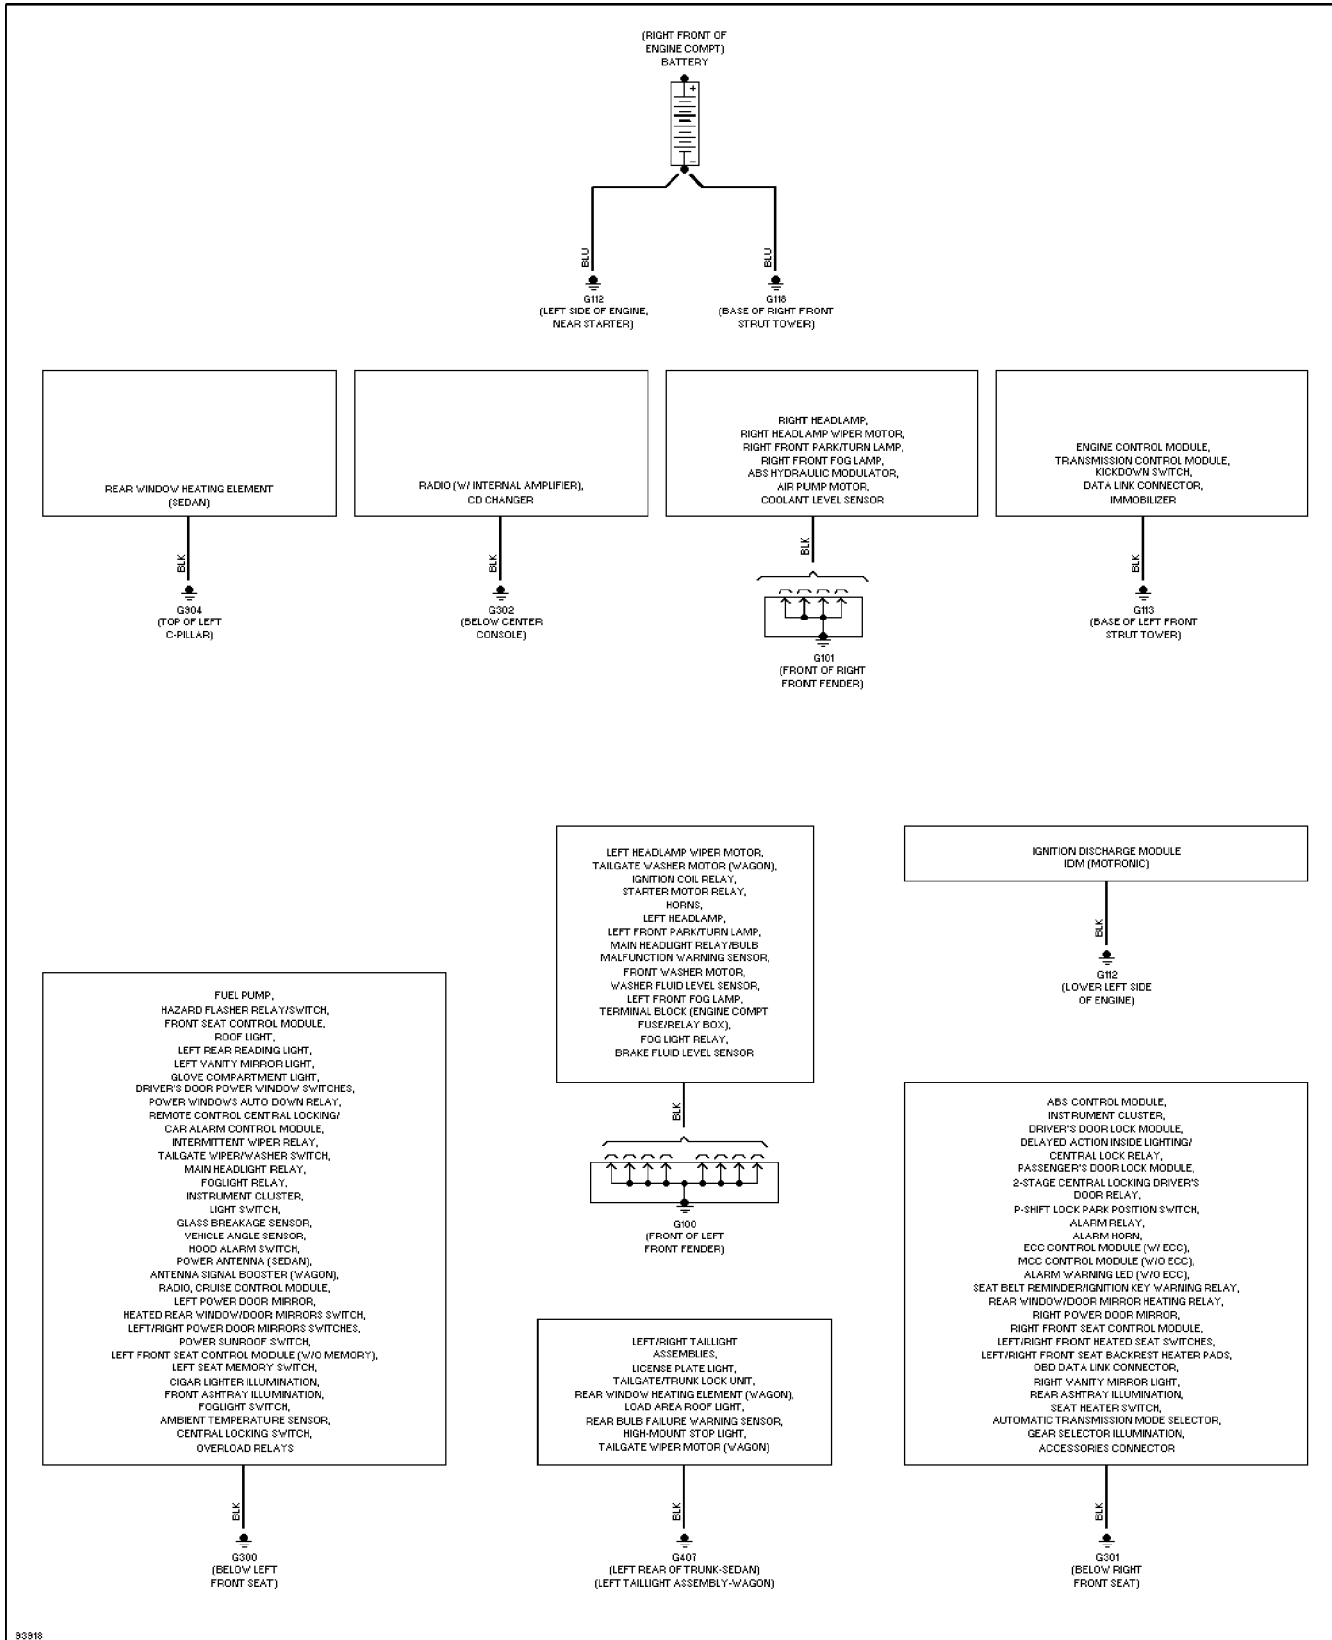 (RIGHT FRONT OF
ENGINE COMPT)
BATTERY
+
-
BLU
BLU
G112
(LEFT SIDE OF ENGINE,
NEAR STARTER)
G118
(BASE OF RIGHT FRONT
STRUT TOWER)
REAR WINDOW HEATING ELEMENT
(SEDAN)
BLK
G904
(TOP OF LEFT
C-PILLAR)
RADIO (W/ INTERNAL AMPLIFIER),
CD CHANGER
BLK
G302
(BELOW CENTER
CONSOLE)
RIGHT HEADLAMP,
RIGHT HEADLAMP WIPER MOTOR,
RIGHT FRONT PARK/TURN LAMP,
RIGHT FRONT FOG LAMP,
ABS HYDRAULIC MODULATOR,
AIR PUMP MOTOR,
COOLANT LEVEL SENSOR
BLK
G101
(FRONT OF RIGHT
FRONT FENDER)
ENGINE CONTROL MODULE,
TRANSMISSION CONTROL MODULE,
KICKDOWN SWITCH,
DATA LINK CONNECTOR,
IMMOBILIZER
BLK
G113
(BASE OF LEFT FRONT
STRUT TOWER)
FUEL PUMP,
HAZARD FLASHER RELAY/SWITCH,
FRONT SEAT CONTROL MODULE,
ROOF LIGHT,
LEFT REAR READING LIGHT,
LEFT VANITY MIRROR LIGHT,
GLOVE COMPARTMENT LIGHT,
DRIVER'S DOOR POWER WINDOW SWITCHES,
POWER WINDOWS AUTO DOWN RELAY,
REMOTE CONTROL CENTRAL LOCKING/
CAR ALARM CONTROL MODULE,
INTERMITTENT WIPER RELAY,
TAILGATE WIPER/WASHER SWITCH,
MAIN HEADLIGHT RELAY,
FOGLIGHT RELAY,
INSTRUMENT CLUSTER,
LIGHT SWITCH,
GLASS BREAKAGE SENSOR,
VEHICLE ANGLE SENSOR,
HOOD ALARM SWITCH,
POWER ANTENNA (SEDAN),
ANTENNA SIGNAL BOOSTER (WAGON),
RADIO, CRUISE CONTROL MODULE,
LEFT POWER DOOR MIRROR,
HEATED REAR WINDOW/DOOR MIRRORS SWITCH,
LEFT/RIGHT POWER DOOR MIRRORS SWITCHES,
POWER SUNROOF SWITCH,
LEFT FRONT SEAT CONTROL MODULE (W/O MEMORY),
LEFT SEAT MEMORY SWITCH,
CIGAR LIGHTER ILLUMINATION,
FRONT ASHTRAY ILLUMINATION,
FOGLIGHT SWITCH,
AMBIENT TEMPERATURE SENSOR,
CENTRAL LOCKING SWITCH,
OVERLOAD RELAYS
BLK
G300
(BELOW LEFT
FRONT SEAT)
LEFT HEADLAMP WIPER MOTOR,
TAILGATE WASHER MOTOR (WAGON),
IGNITION COIL RELAY,
STARTER MOTOR RELAY,
HORNS,
LEFT HEADLAMP,
LEFT FRONT PARK/TURN LAMP,
MAIN HEADLIGHT RELAY/BULB
MALFUNCTION WARNING SENSOR,
FRONT WASHER MOTOR,
WASHER FLUID LEVEL SENSOR,
LEFT FRONT FOG LAMP,
TERMINAL BLOCK (ENGINE COMPT
FUSE/RELAY BOX),
FOG LIGHT RELAY,
BRAKE FLUID LEVEL SENSOR
BLK
G100
(FRONT OF LEFT
FRONT FENDER)
LEFT/RIGHT TAILLIGHT
ASSEMBLIES,
LICENSE PLATE LIGHT,
TAILGATE/TRUNK LOCK UNIT,
REAR WINDOW HEATING ELEMENT (WAGON),
LOAD AREA ROOF LIGHT,
REAR BULB FAILURE WARNING SENSOR,
HIGH-MOUNT STOP LIGHT,
TAILGATE WIPER MOTOR (WAGON)
BLK
G407
(LEFT REAR OF TRUNK-SEDAN)
(LEFT TAILLIGHT ASSEMBLY-WAGON)
IGNITION DISCHARGE MODULE
IDM (MOTRONIC)
BLK
G112
(LOWER LEFT SIDE
OF ENGINE)
ABS CONTROL MODULE,
INSTRUMENT CLUSTER,
DRIVER'S DOOR LOCK MODULE,
DELAYED ACTION INSIDE LIGHTING/
CENTRAL LOCK RELAY,
PASSENGER'S DOOR LOCK MODULE,
2-STAGE CENTRAL LOCKING DRIVER'S
DOOR RELAY,
P-SHIFT LOCK PARK POSITION SWITCH,
ALARM RELAY,
ALARM HORN,
ECC CONTROL MODULE (W/ ECC),
MCC CONTROL MODULE (W/O ECC),
ALARM WARNING LED (W/O ECC),
SEAT BELT REMINDER/IGNITION KEY WARNING RELAY,
REAR WINDOW/DOOR MIRROR HEATING RELAY,
RIGHT POWER DOOR MIRROR,
RIGHT FRONT SEAT CONTROL MODULE,
LEFT/RIGHT FRONT HEATED SEAT SWITCHES,
LEFT/RIGHT FRONT SEAT BACKREST HEATER PADS,
OBD DATA LINK CONNECTOR,
RIGHT VANITY MIRROR LIGHT,
REAR ASHTRAY ILLUMINATION,
SEAT HEATER SWITCH,
AUTOMATIC TRANSMISSION MODE SELECTOR,
GEAR SELECTOR ILLUMINATION,
ACCESSORIES CONNECTOR
BLK
G301
(BELOW RIGHT
FRONT SEAT)
93918